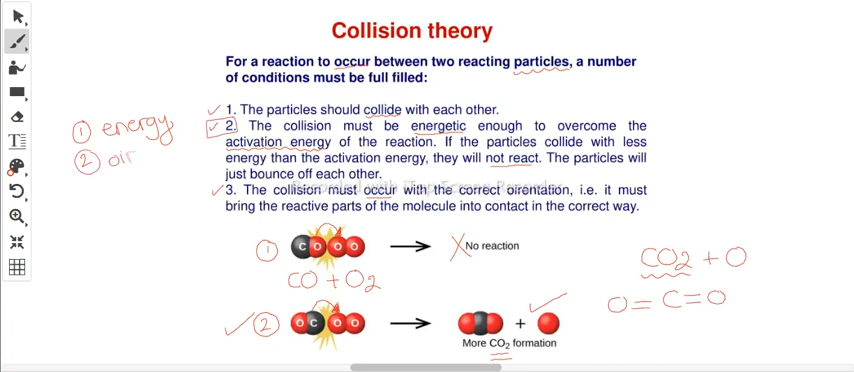 Collision theory
For a reaction to occur between two reacting particles, a number
of conditions must be full filled:
1. The particles should collide with each other.
2. The collision must be energetic enough to overcome the
activation energy of the reaction. If the particles collide with less
energy than the activation energy, they will not react. The particles will
just bounce off each other.
3. The collision must occur with the correct orientation, i.e. it must
bring the reactive parts of the molecule into contact in the correct way.
① energy
② oir
① C O O O No reaction
CO + O2
CO2 + O
O=C=O
② O C O O +
More CO2 formation